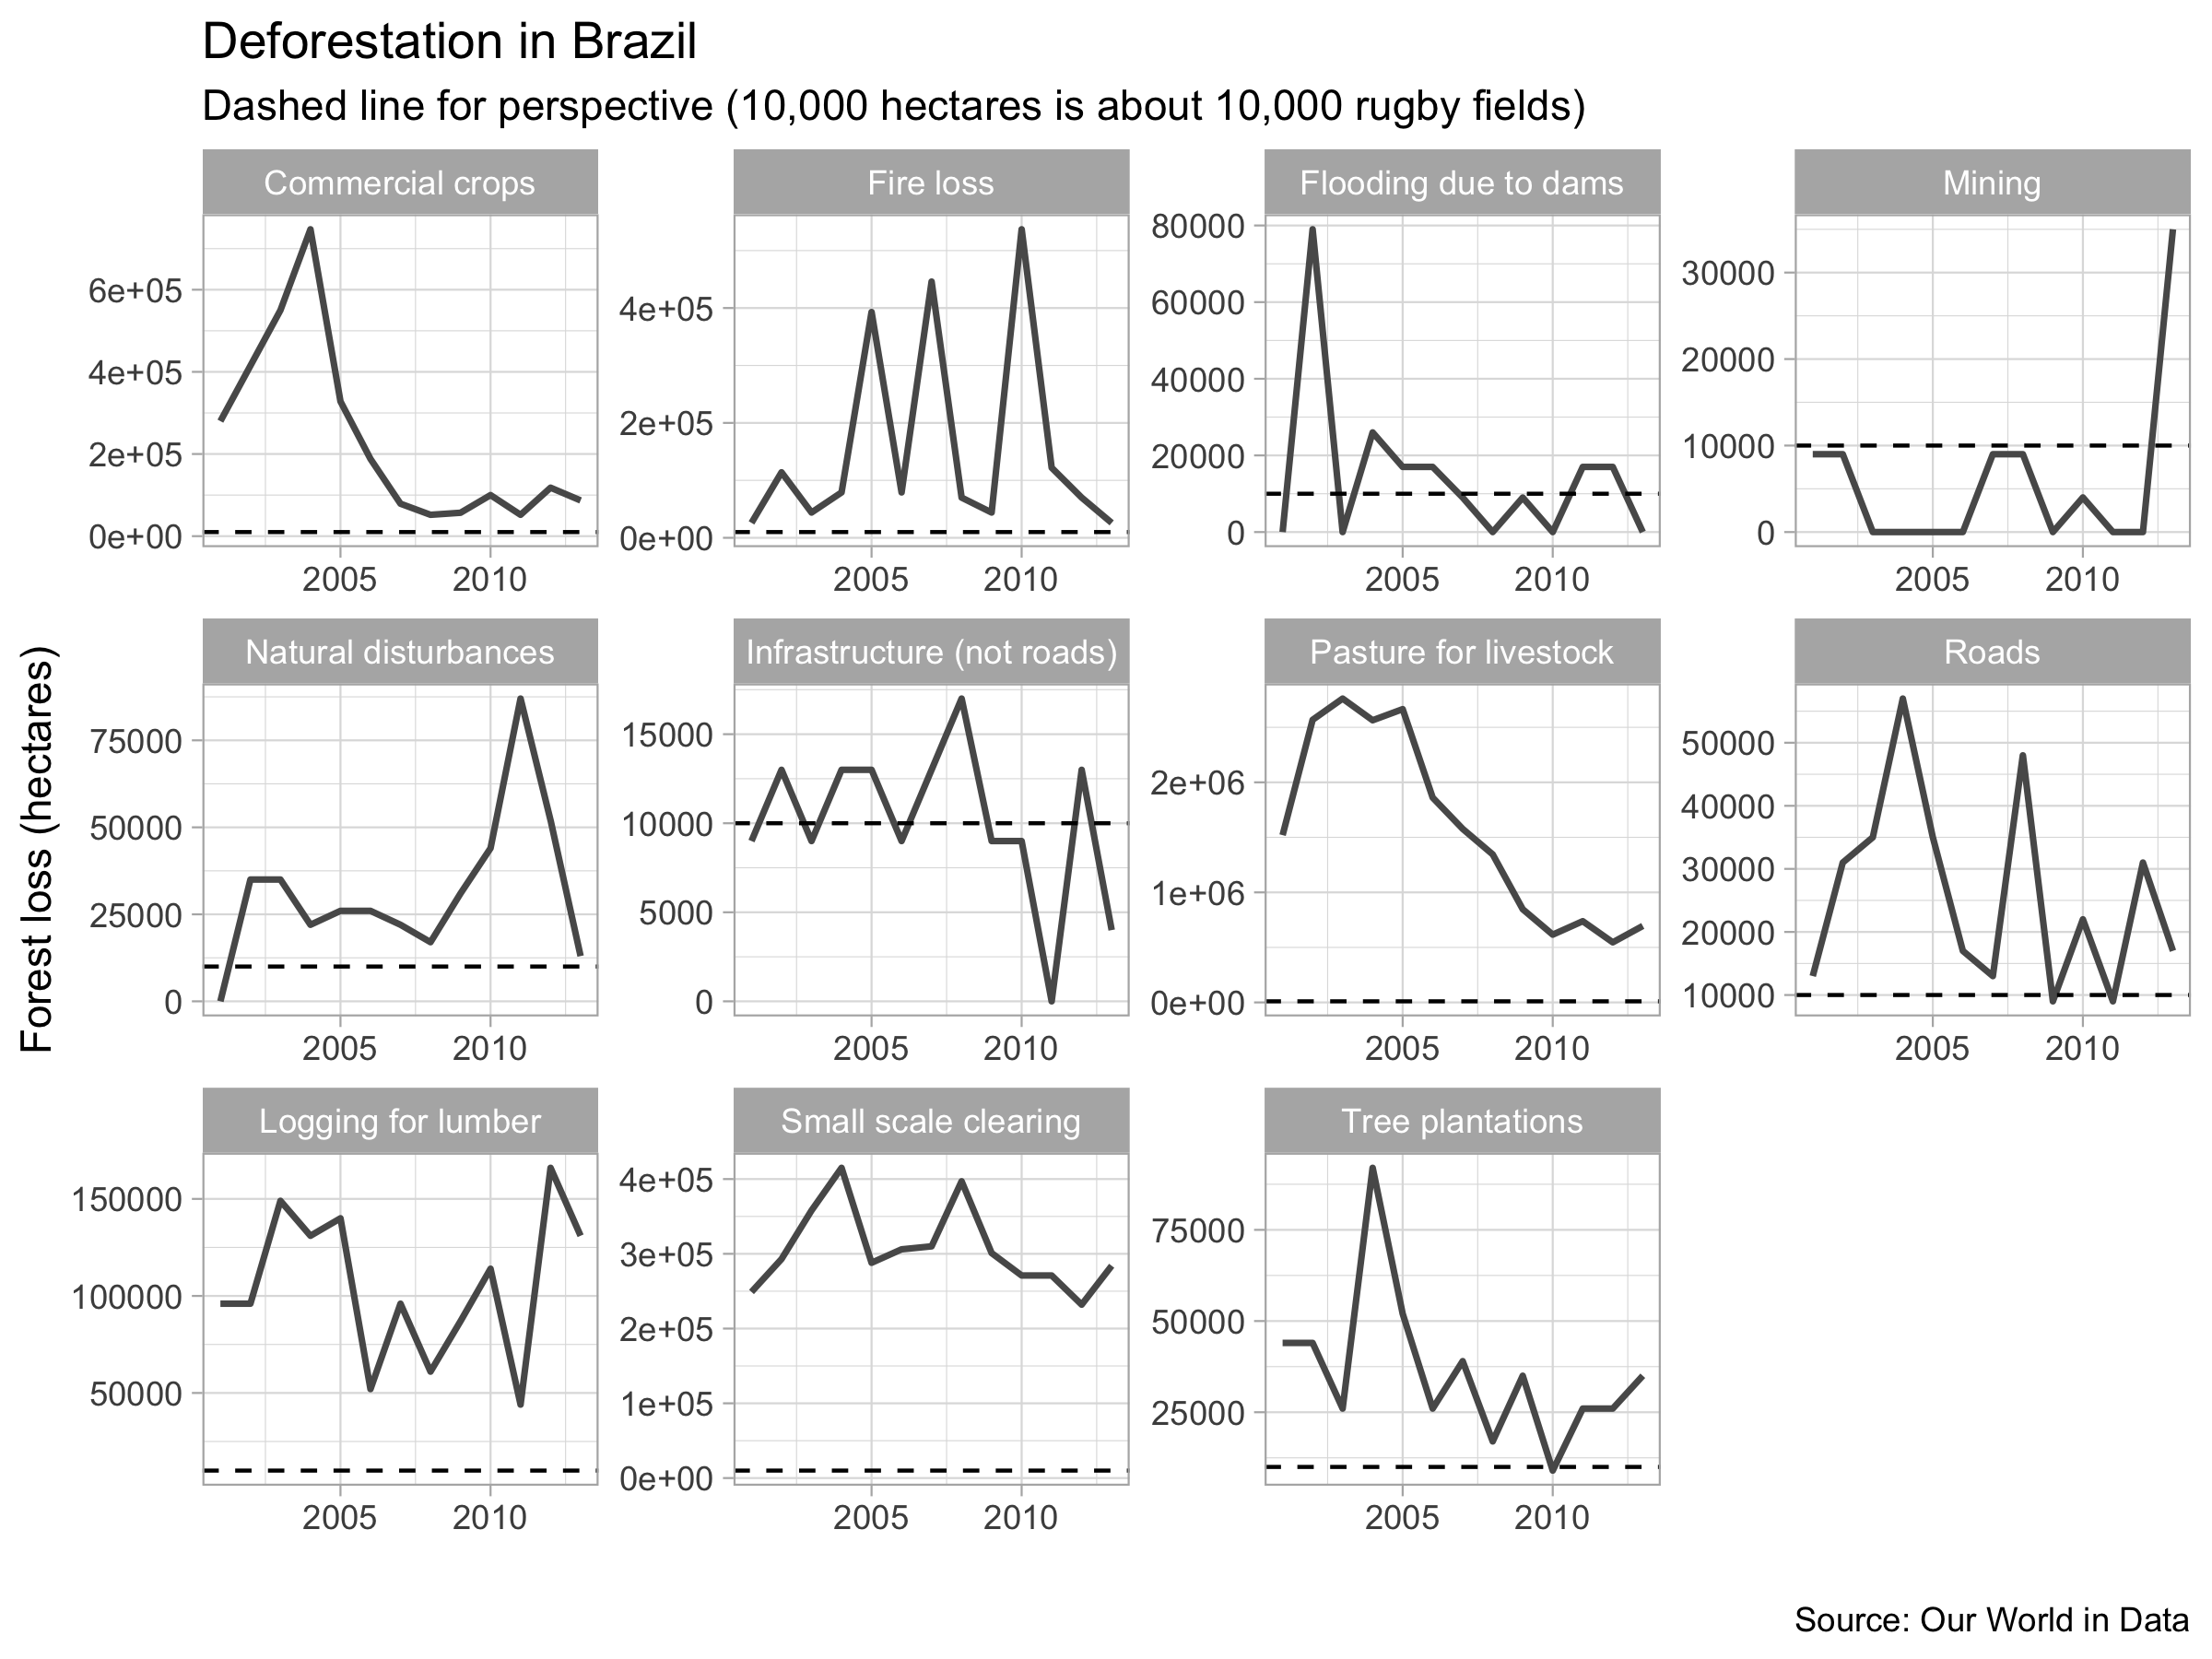 Deforestation in Brazil
Dashed line for perspective (10,000 hectares is about 10,000 rugby fields)
Forest loss (hectares)
Commercial crops
6e+05
4e+05
2e+05
0e+00
2005 2010
Fire loss
4e+05
2e+05
0e+00
2005 2010
Flooding due to dams
80000
60000
40000
20000
0
2005 2010
Mining
30000
20000
10000
0
2005 2010
Natural disturbances
75000
50000
25000
0
2005 2010
Infrastructure (not roads)
15000
10000
5000
0
2005 2010
Pasture for livestock
2e+06
1e+06
0e+00
2005 2010
Roads
50000
40000
30000
20000
10000
2005 2010
Logging for lumber
150000
100000
50000
2005 2010
Small scale clearing
4e+05
3e+05
2e+05
1e+05
0e+00
2005 2010
Tree plantations
75000
50000
25000
2005 2010
Source: Our World in Data